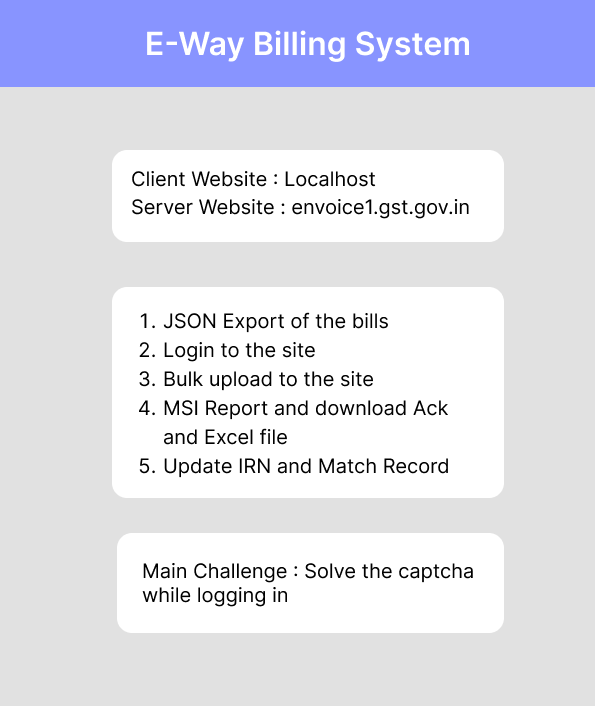 E-Way Billing System
Client Website : Localhost
Server Website : envoice1.gst.gov.in
1. JSON Export of the bills
2. Login to the site
3. Bulk upload to the site
4. MSI Report and download Ack
and Excel file
5. Update IRN and Match Record
Main Challenge : Solve the captcha
while logging in